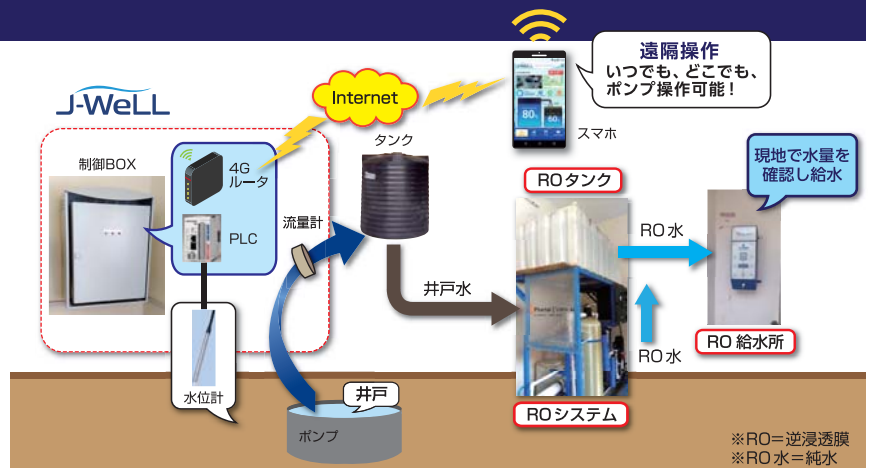 遠隔操作
いつでも、どこでも、
ポンプ操作可能！
スマホ
Internet
J-WeLL
制御BOX
4G
ルータ
PLC
流量計
タンク
水位計
井戸
ポンプ
井戸水
ROタンク
ROシステム
RO水
RO水
現地で水量を
確認し給水
RO給水所
80%
60
※RO＝逆浸透膜
※RO水＝純水